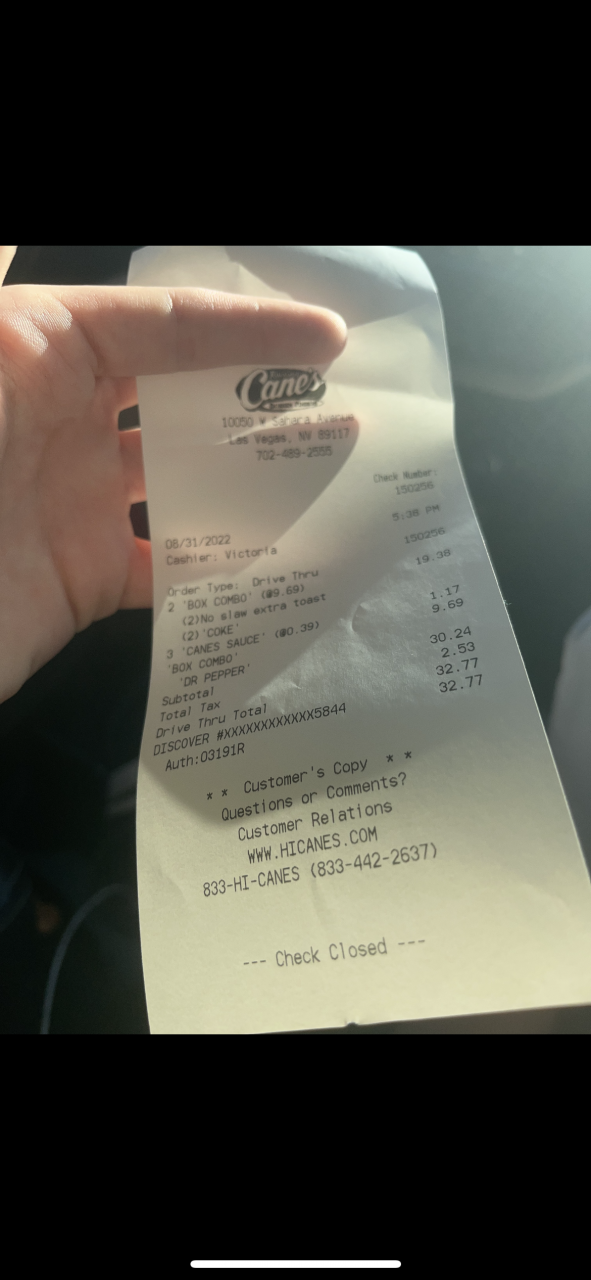 Cane's
10050 W Sahara Avenue
Las Vegas, NV 89117
702-489-2555
Check Number:
150256
08/31/2022 5:38 PM
Cashier: Victoria 150256
Order Type: Drive Thru
2 'BOX COMBO' (@9.69) 19.38
(2)No slaw extra toast
(2)'COKE'
3 'CANES SAUCE' (@0.39) 1.17
'BOX COMBO' 9.69
'DR PEPPER'
Subtotal 30.24
Total Tax 2.53
Drive Thru Total 32.77
DISCOVER #XXXXXXXXXXXX5844 32.77
Auth:03191R
* * Customer's Copy * *
Questions or Comments?
Customer Relations
WWW.HICANES.COM
833-HI-CANES (833-442-2637)
--- Check Closed ---